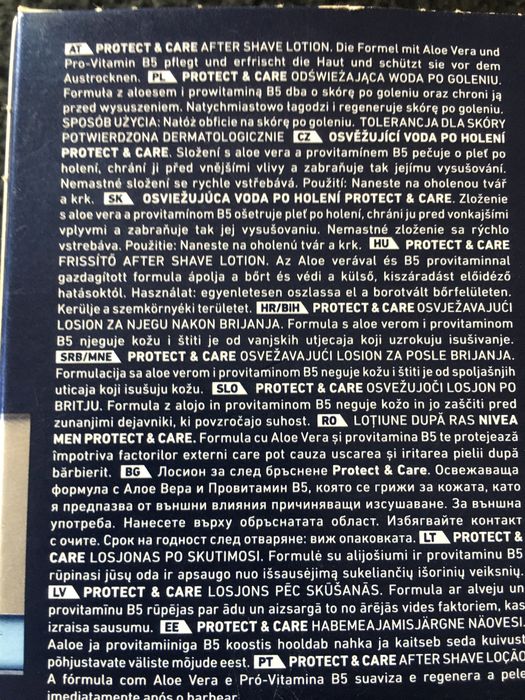 AT PROTECT & CARE AFTER SHAVE LOTION. Die Formel mit Aloe Vera und
Pro-Vitamin B5 pflegt und erfrischt die Haut und schützt sie vor dem
Austrocknen. PL PROTECT & CARE ODŚWIEŻAJĄCA WODA PO GOLENIU.
Formula z aloesem i prowitaminą B5 dba o skórę po goleniu oraz chroni ją
przed wysuszeniem. Natychmiastowo łagodzi i regeneruje skórę po goleniu.
SPOSÓB UŻYCIA: Nałóż obficie na skórę po goleniu. TOLERANCJA DLA SKÓRY
POTWIERDZONA DERMATOLOGICZNIE CZ OSVĚŽUJÍCÍ VODA PO HOLENÍ
PROTECT & CARE. Složení s aloe vera a provitamínem B5 pečuje o pleť po
holení, chrání ji před vnějšími vlivy a zabraňuje tak jejímu vysušování.
Nemastné složení se rychle vstřebává. Použití: Naneste na oholenou tvář
a krk. SK OSVIEŽUJÚCA VODA PO HOLENÍ PROTECT & CARE. Zloženie
s aloe vera a provitamínom B5 ošetruje pleť po holení, chráni ju pred vonkajšími
vplyvmi a zabraňuje tak jej vysušovaniu. Nemastné zloženie sa rýchlo
vstrebáva. Použitie: Naneste na oholenú tvár a krk. HU PROTECT & CARE
FRISSÍTŐ AFTER SHAVE LOTION. Az Aloe verával és B5 provitaminnal
gazdagított formula ápolja a bőrt és védi a külső, kiszáradást előidéző
hatásoktól. Használat: egyenletesen oszlassa el a borotvált bőrfelületen.
Kerülje a szemkörnyéki területet. HR/BIH PROTECT & CARE OSVJEŽAVAJUĆI
LOSION ZA NJEGU NAKON BRIJANJA. Formula s aloe verom i provitaminom
B5 njeguje kožu i štiti je od vanjskih utjecaja koji uzrokuju isušivanje.
SRB/MNE PROTECT & CARE OSVEŽAVAJUĆI LOSION ZA POSLE BRIJANJA.
Formulacija sa aloe verom i provitaminom B5 neguje kožu i štiti je od spoljašnjih
uticaja koji isušuju kožu. SLO PROTECT & CARE OSVEŽUJOČI LOSJON PO
BRITJU. Formula z alojo in provitaminom B5 neguje kožo in jo zaščiti pred
zunanjimi dejavniki, ki povzročajo suhost. RO LOȚIUNE DUPĂ RAS NIVEA
MEN PROTECT & CARE. Formula cu Aloe Vera și provitamina B5 te protejează
împotriva factorilor externi care pot cauza uscarea și iritarea pielii după
bărbierit. BG Лосион за след бръснене Protect & Care. Освежаваща
формула с Алое Вера и Провитамин B5, която се грижи за кожата, като
я предпазва от външни влияния причиняващи изсушаване. За външна
употреба. Нанесете върху обръснатата област. Избягвайте контакт
с очите. Срок на годност след отваряне: виж опаковката. LT PROTECT &
CARE LOSJONAS PO SKUTIMOSI. Formulė su alijošiumi ir provitaminu B5
rūpinasi jūsų oda ir apsaugo nuo išsausėjimą sukeliančių išorinių veiksnių.
LV PROTECT & CARE LOSJONS PĒC SKŪŠANĀS. Formula ar alveju un
provitamīnu B5 rūpējas par ādu un aizsargā to no ārējās vides faktoriem, kas
izraisa sausumu. EE PROTECT & CARE HABEMEAJAMISJÄRGNE NÄOVESI.
Aaloe ja provitamiiniga B5 koostis hooldab nahka ja kaitseb seda kuivust
põhjustavate väliste mõjude eest. PT PROTECT & CARE AFTER SHAVE LOÇÃO
A fórmula com Aloe Vera e Pró-Vitamina B5 suaviza e regenera a pele
imediatamente após o barbear